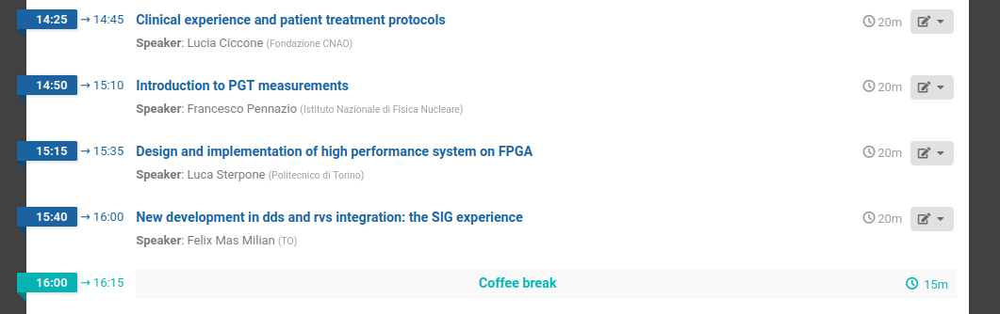 14:25 → 14:45 Clinical experience and patient treatment protocols 20m
Speaker: Lucia Ciccone (Fondazione CNAO)
14:50 → 15:10 Introduction to PGT measurements 20m
Speaker: Francesco Pennazio (Istituto Nazionale di Fisica Nucleare)
15:15 → 15:35 Design and implementation of high performance system on FPGA 20m
Speaker: Luca Sterpone (Politecnico di Torino)
15:40 → 16:00 New development in dds and rvs integration: the SIG experience 20m
Speaker: Felix Mas Milian (TO)
16:00 → 16:15 Coffee break 15m